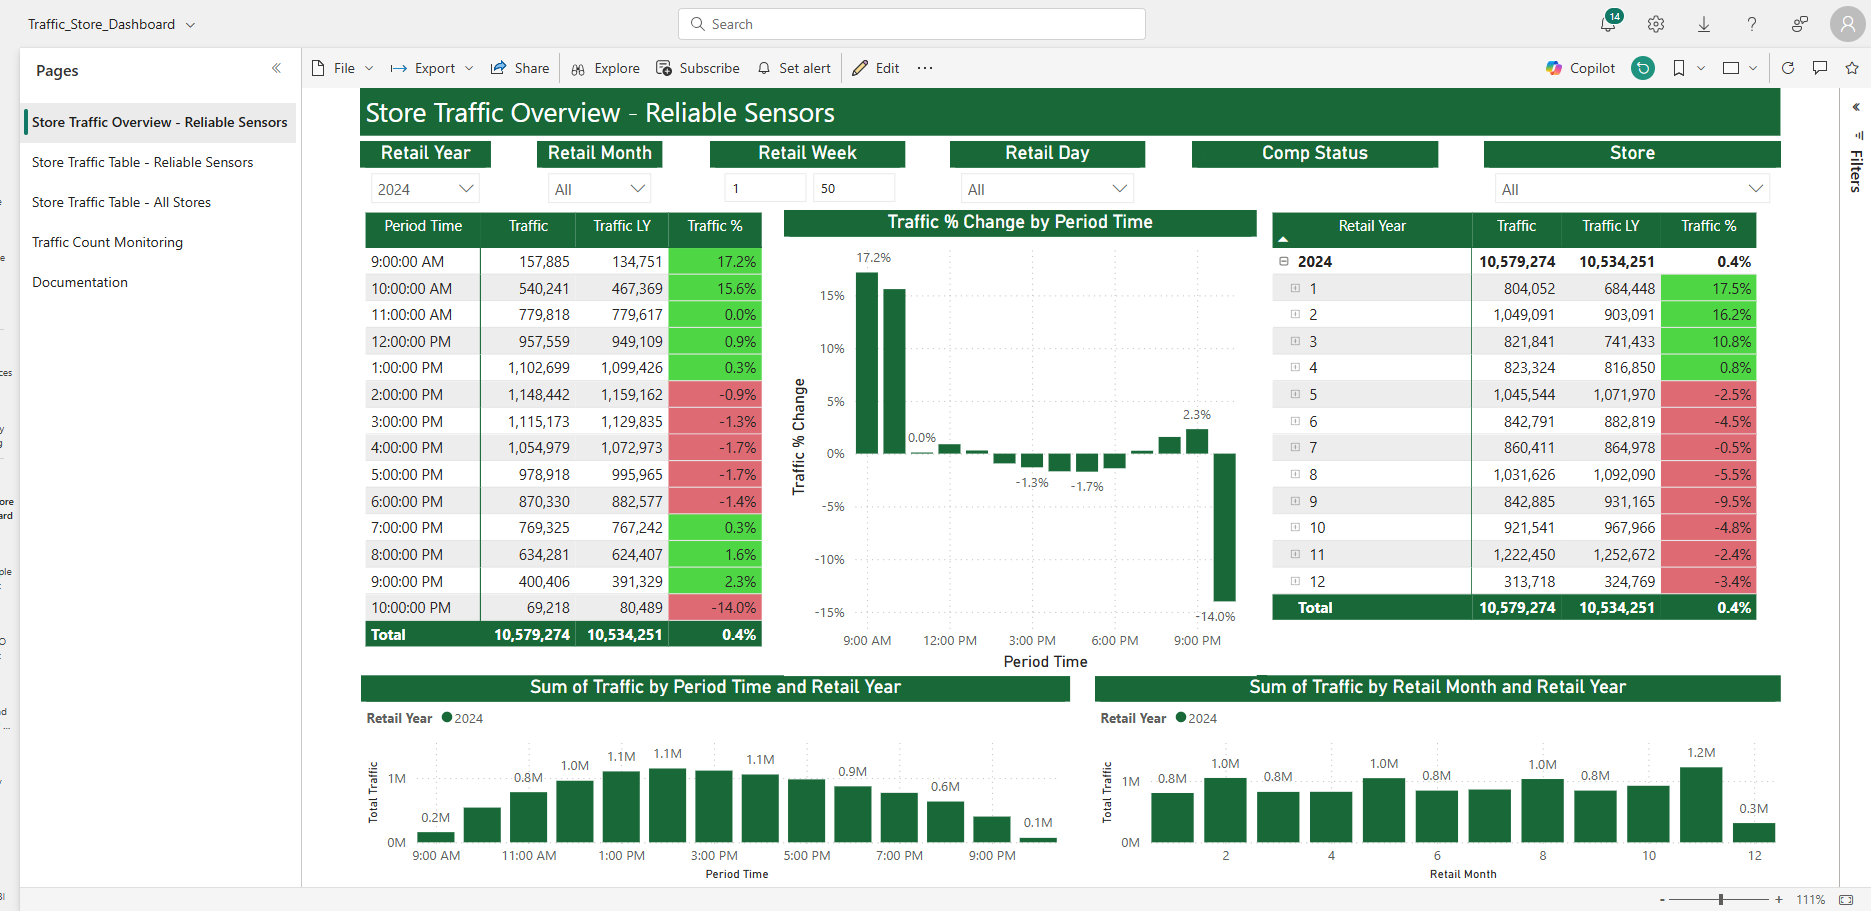 Traffic_Store_Dashboard
Search
14
Pages
File
Export
Share
Explore
Subscribe
Set alert
Edit
Copilot
Store Traffic Overview - Reliable Sensors
Store Traffic Table - Reliable Sensors
Store Traffic Table - All Stores
Traffic Count Monitoring
Documentation
Store Traffic Overview - Reliable Sensors
Retail Year
Retail Month
Retail Week
Retail Day
Comp Status
Store
2024
All
1
50
All
All
Filters
Period Time Traffic Traffic LY Traffic %
9:00:00 AM 157,885 134,751 17.2%
10:00:00 AM 540,241 467,369 15.6%
11:00:00 AM 779,818 779,617 0.0%
12:00:00 PM 957,559 949,109 0.9%
1:00:00 PM 1,102,699 1,099,426 0.3%
2:00:00 PM 1,148,442 1,159,162 -0.9%
3:00:00 PM 1,115,173 1,129,835 -1.3%
4:00:00 PM 1,054,979 1,072,973 -1.7%
5:00:00 PM 978,918 995,965 -1.7%
6:00:00 PM 870,330 882,577 -1.4%
7:00:00 PM 769,325 767,242 0.3%
8:00:00 PM 634,281 624,407 1.6%
9:00:00 PM 400,406 391,329 2.3%
10:00:00 PM 69,218 80,489 -14.0%
Total 10,579,274 10,534,251 0.4%
Traffic % Change by Period Time
Traffic % Change
15%
10%
5%
0%
-5%
-10%
-15%
17.2%
0.0%
-1.3%
-1.7%
2.3%
-14.0%
9:00 AM 12:00 PM 3:00 PM 6:00 PM 9:00 PM
Period Time
Retail Year Traffic Traffic LY Traffic %
2024 10,579,274 10,534,251 0.4%
1 804,052 684,448 17.5%
2 1,049,091 903,091 16.2%
3 821,841 741,433 10.8%
4 823,324 816,850 0.8%
5 1,045,544 1,071,970 -2.5%
6 842,791 882,819 -4.5%
7 860,411 864,978 -0.5%
8 1,031,626 1,092,090 -5.5%
9 842,885 931,165 -9.5%
10 921,541 967,966 -4.8%
11 1,222,450 1,252,672 -2.4%
12 313,718 324,769 -3.4%
Total 10,579,274 10,534,251 0.4%
Sum of Traffic by Period Time and Retail Year
Retail Year 2024
Total Traffic
1M
0M
0.2M 0.8M 1.0M 1.1M 1.1M 1.1M 0.9M 0.6M 0.1M
9:00 AM 11:00 AM 1:00 PM 3:00 PM 5:00 PM 7:00 PM 9:00 PM
Period Time
Sum of Traffic by Retail Month and Retail Year
Retail Year 2024
Total Traffic
1M
0M
0.8M 1.0M 0.8M 1.0M 0.8M 1.0M 0.8M 1.2M 0.3M
2 4 6 8 10 12
Retail Month
- + 111%